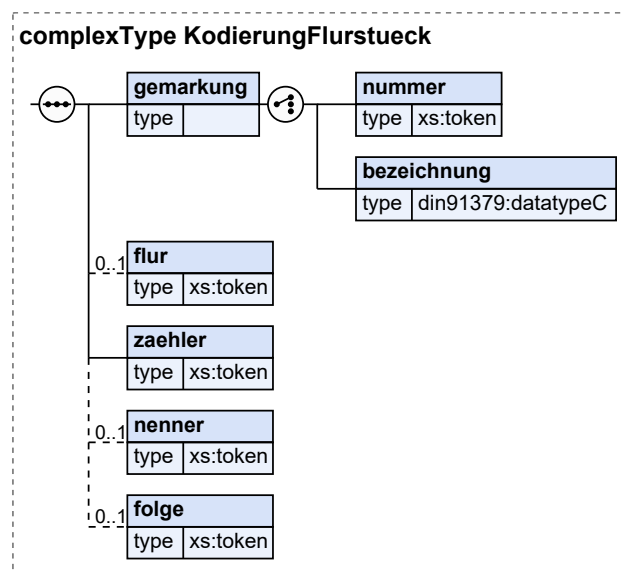 complexType KodierungFlurstueck
gemarkung
type
nummer
type xs:token
bezeichnung
type din91379:datatypeC
0..1
flur
type xs:token
zaehler
type xs:token
0..1
nenner
type xs:token
0..1
folge
type xs:token